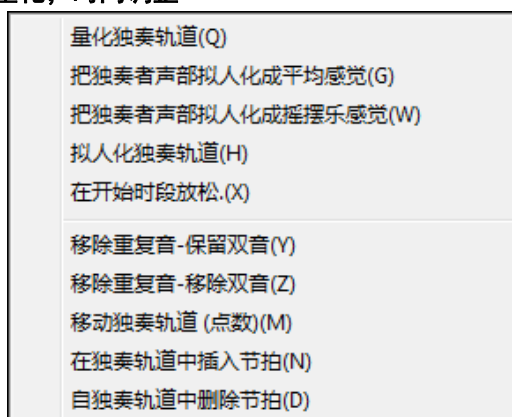 量化独奏轨道(Q)
把独奏者声部拟人化成平均感觉(G)
把独奏者声部拟人化成摇摆乐感觉(W)
拟人化独奏轨道(H)
在开始时段放松.(X)
移除重复音-保留双音(Y)
移除重复音-移除双音(Z)
移动独奏轨道 (点数)(M)
在独奏轨道中插入节拍(N)
自独奏轨道中删除节拍(D)